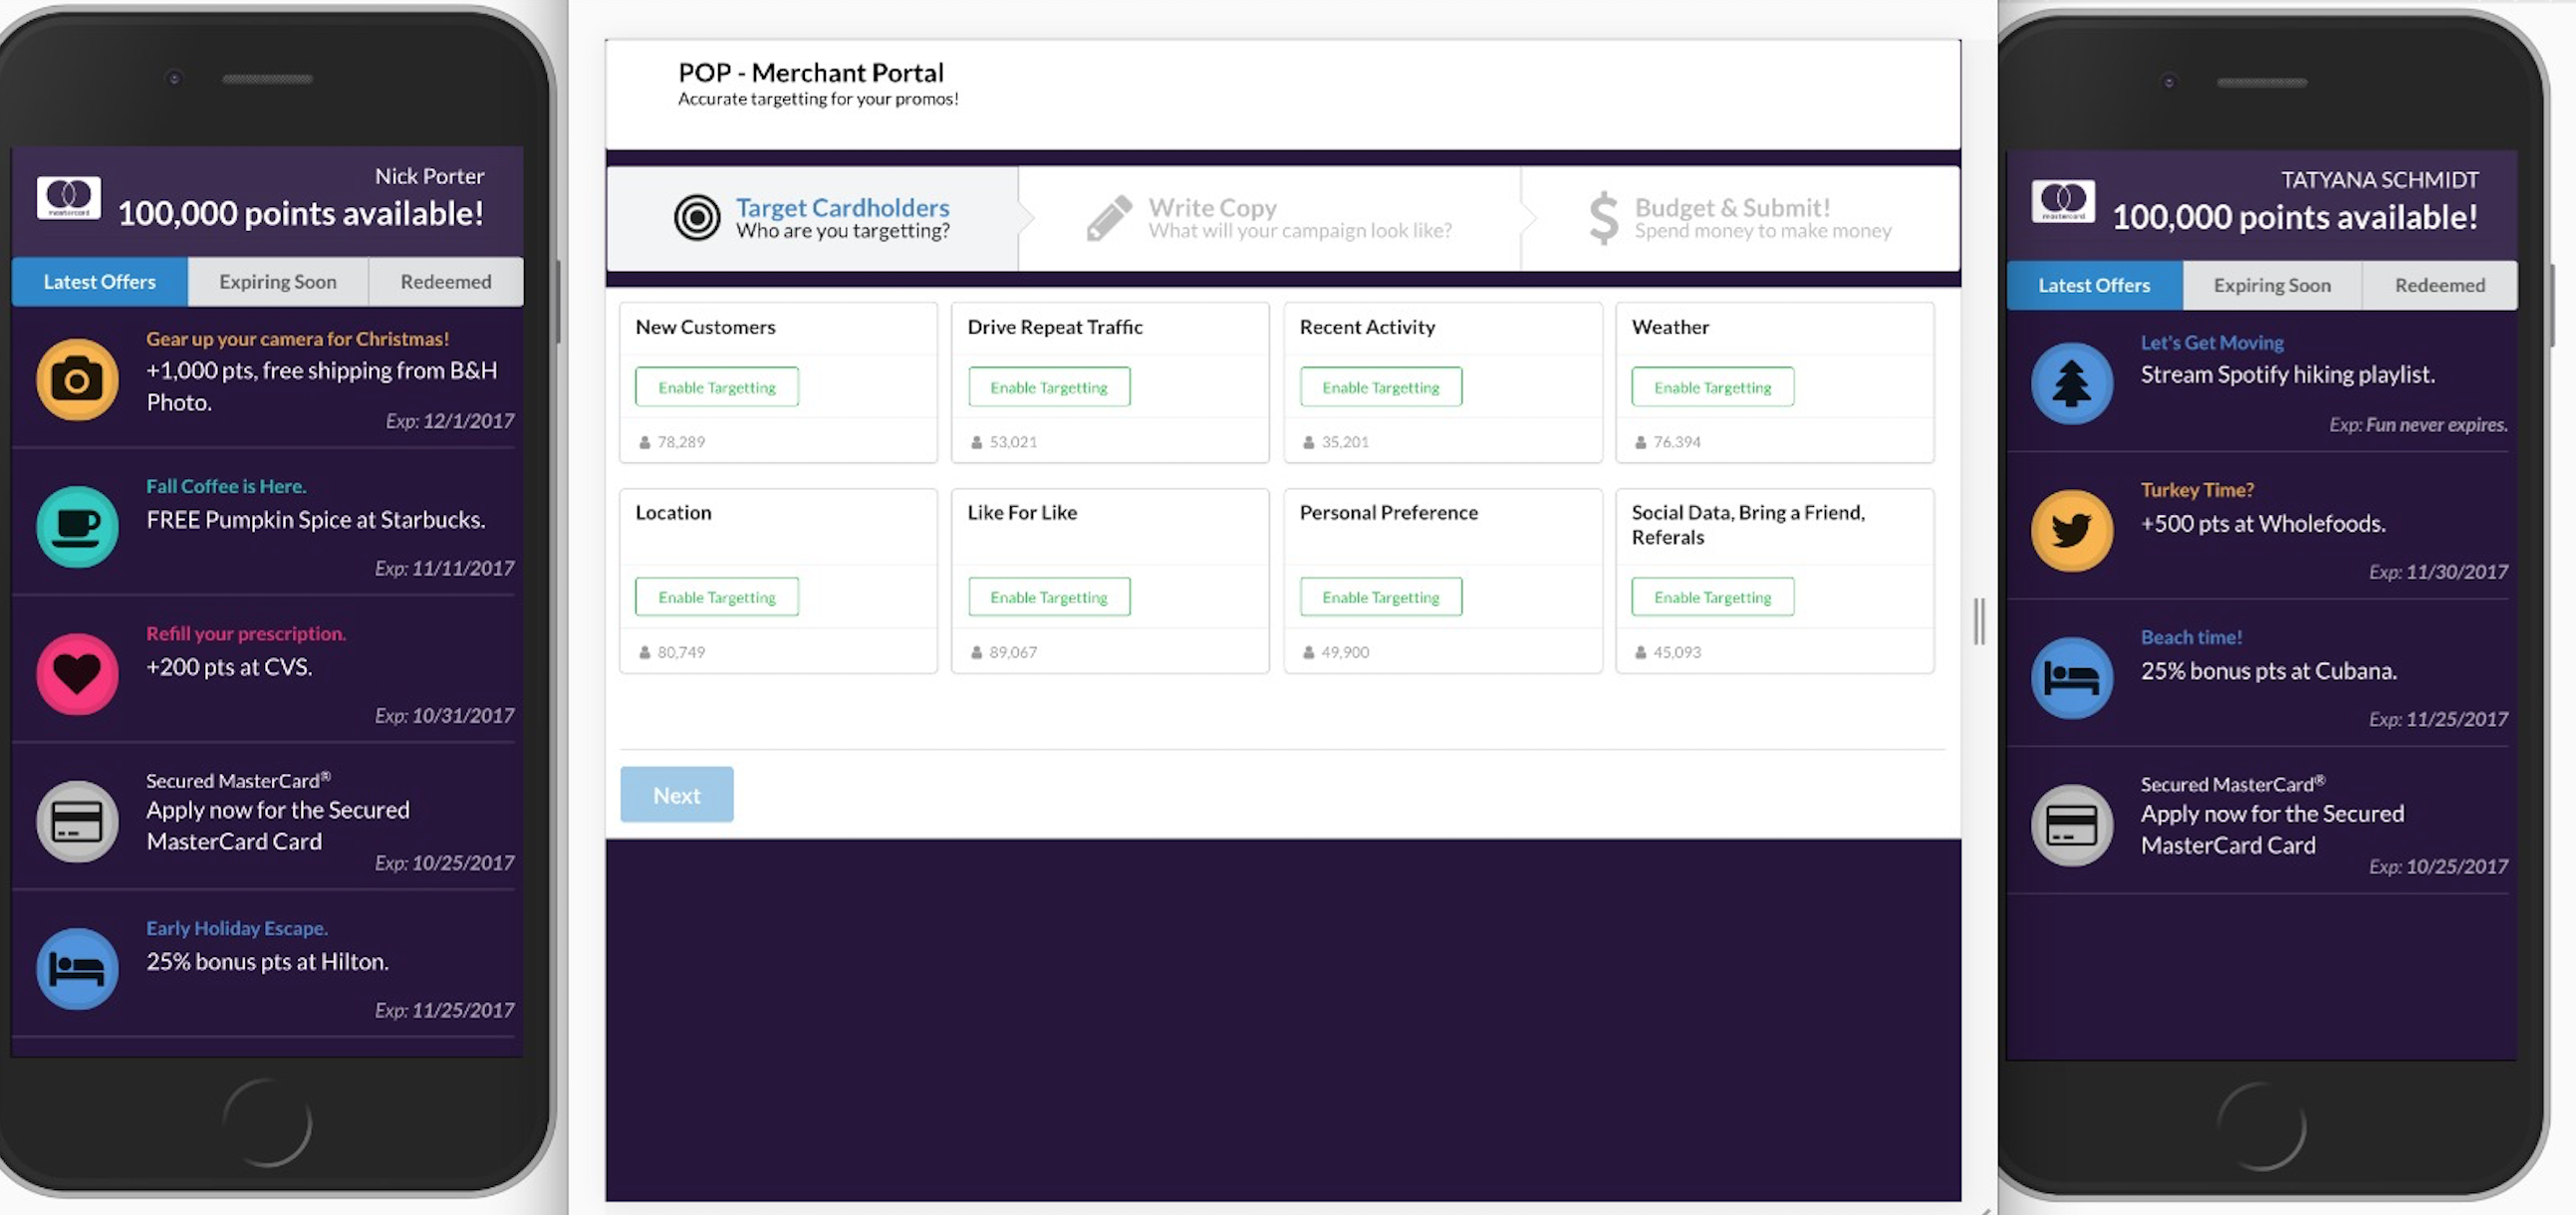 Nick Porter
100,000 points available!
Latest Offers
Expiring Soon
Redeemed
Gear up your camera for Christmas!
+1,000 pts, free shipping from B&H
Photo.
Exp: 12/1/2017
Fall Coffee is Here.
FREE Pumpkin Spice at Starbucks.
Exp: 11/11/2017
Refill your prescription.
+200 pts at CVS.
Exp: 10/31/2017
Secured MasterCard®
Apply now for the Secured
MasterCard Card
Exp: 10/25/2017
Early Holiday Escape.
25% bonus pts at Hilton.
Exp: 11/25/2017
POP - Merchant Portal
Accurate targetting for your promos!
Target Cardholders
Who are you targetting?
Write Copy
What will your campaign look like?
Budget & Submit!
Spend money to make money
New Customers
Enable Targetting
78,289
Drive Repeat Traffic
Enable Targetting
53,021
Recent Activity
Enable Targetting
35,201
Weather
Enable Targetting
76,394
Location
Enable Targetting
80,749
Like For Like
Enable Targetting
89,067
Personal Preference
Enable Targetting
49,900
Social Data, Bring a Friend,
Referrals
Enable Targetting
45,093
Next
mastercard
TATYANA SCHMIDT
100,000 points available!
Latest Offers
Expiring Soon
Redeemed
Let's Get Moving
Stream Spotify hiking playlist.
Exp: Fun never expires.
Turkey Time?
+500 pts at Wholefoods.
Exp: 11/30/2017
Beach time!
25% bonus pts at Cubana.
Exp: 11/25/2017
Secured MasterCard®
Apply now for the Secured
MasterCard Card
Exp: 10/25/2017